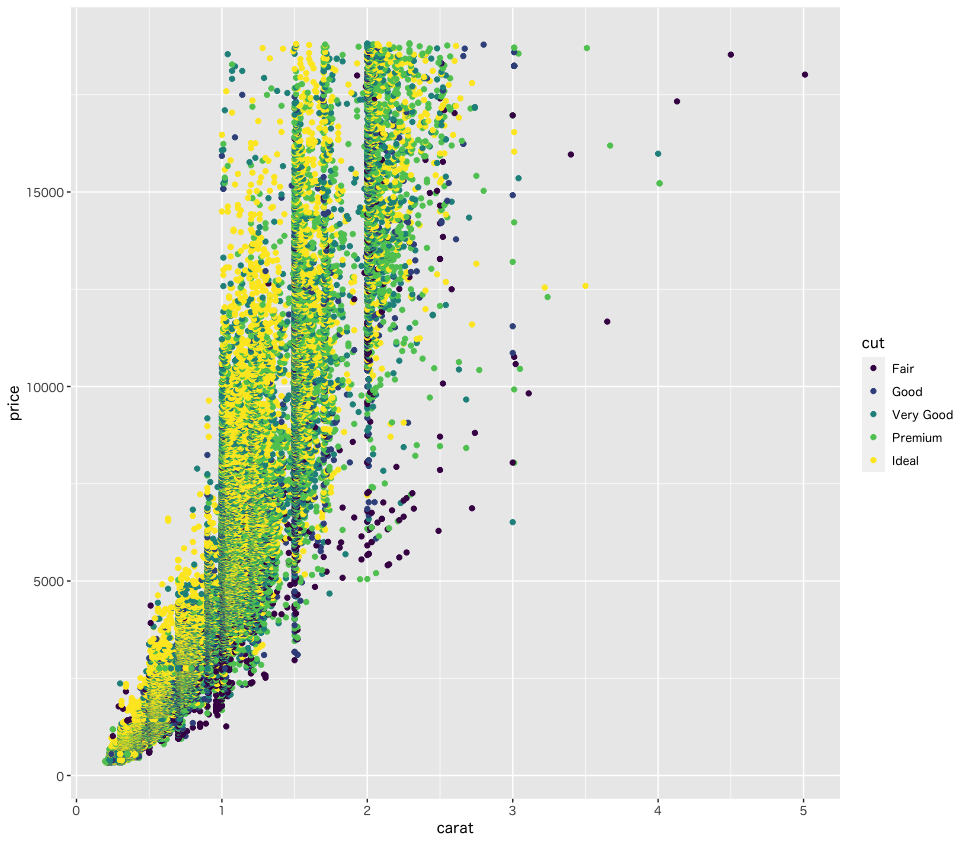 price
15000
10000
5000
0
0
1
2
3
4
5
carat
cut
Fair
Good
Very Good
Premium
Ideal